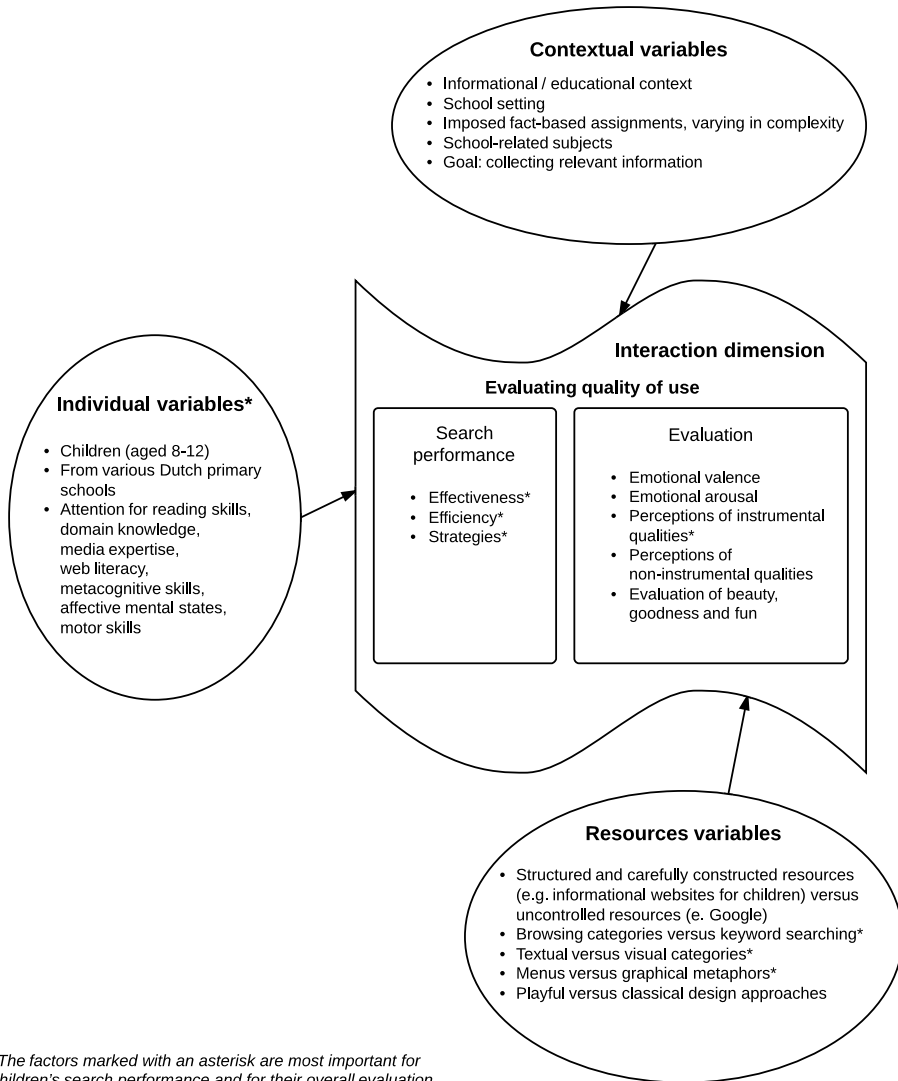 Contextual variables
• Informational / educational context
• School setting
• Imposed fact-based assignments, varying in complexity
• School-related subjects
• Goal: collecting relevant information
Interaction dimension
Evaluating quality of use
Individual variables*
• Children (aged 8-12)
• From various Dutch primary
schools
• Attention for reading skills,
domain knowledge,
media expertise,
web literacy,
metacognitive skills,
affective mental states,
motor skills
Search
performance
• Effectiveness*
• Efficiency*
• Strategies*
Evaluation
• Emotional valence
• Emotional arousal
• Perceptions of instrumental
qualities*
• Perceptions of
non-instrumental qualities
• Evaluation of beauty,
goodness and fun
Resources variables
• Structured and carefully constructed resources
(e.g. informational websites for children) versus
uncontrolled resources (e. Google)
• Browsing categories versus keyword searching*
• Textual versus visual categories*
• Menus versus graphical metaphors*
• Playful versus classical design approaches
The factors marked with an asterisk are most important for
hildren's search performance and for their overall evaluation